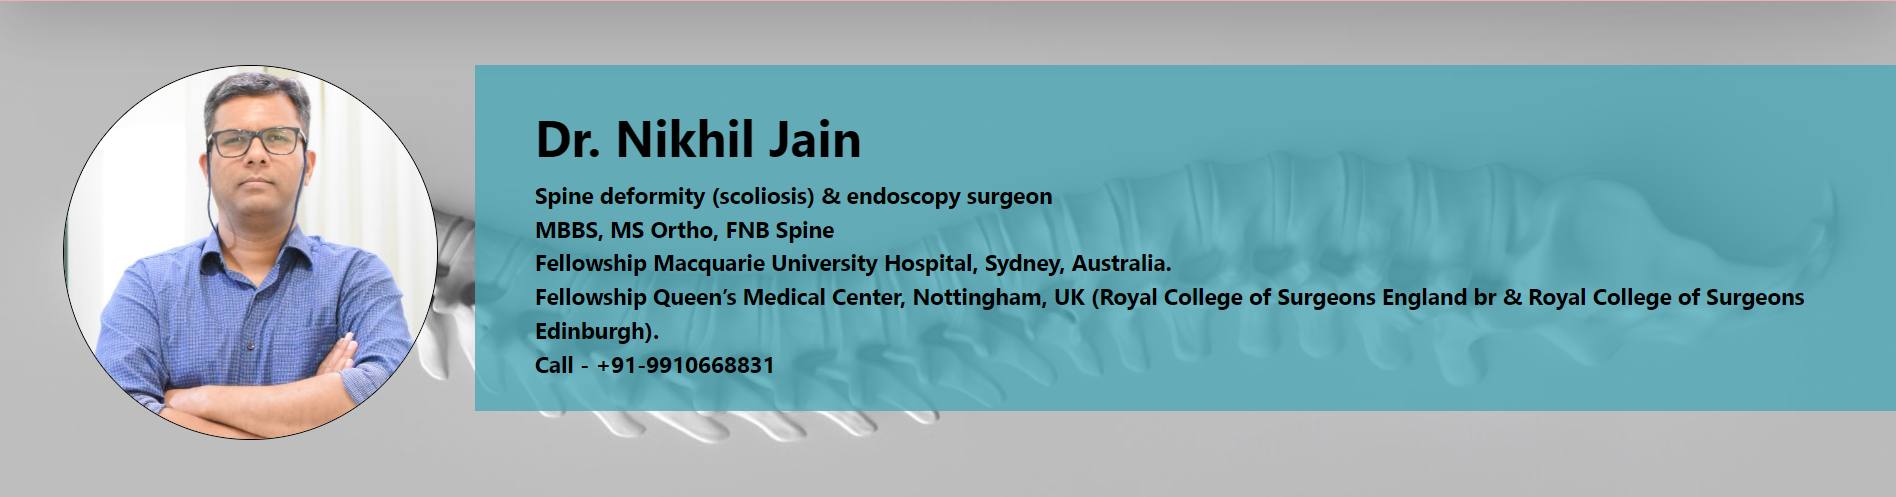 Dr. Nikhil Jain
Spine deformity (scoliosis) & endoscopy surgeon
MBBS, MS Ortho, FNB Spine
Fellowship Macquarie University Hospital, Sydney, Australia.
Fellowship Queen’s Medical Center, Nottingham, UK (Royal College of Surgeons England br & Royal College of Surgeons
Edinburgh).
Call - +91-9910668831